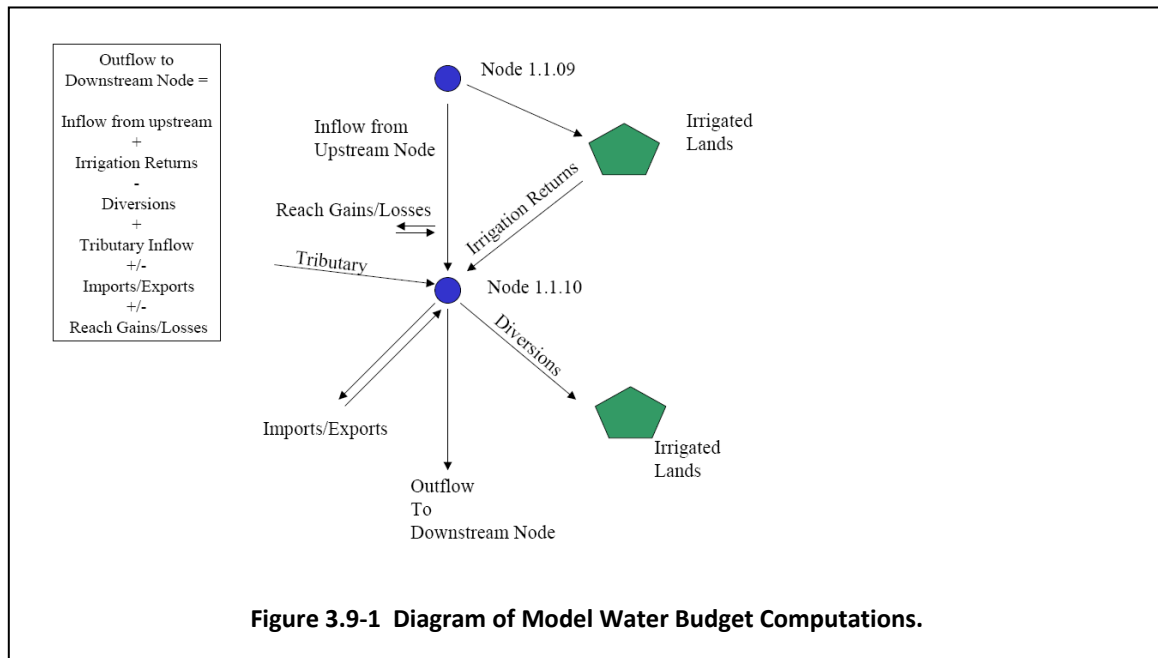 Outflow to
Downstream Node =
Inflow from upstream
+
Irrigation Returns
-
Diversions
+
Tributary Inflow
+/-
Imports/Exports
+/-
Reach Gains/Losses
Node 1.1.09
Inflow from
Upstream Node
Irrigated
Lands
Irrigation Returns
Reach Gains/Losses
Tributary
Node 1.1.10
Diversions
Imports/Exports
Irrigated
Lands
Outflow
To
Downstream Node
Figure 3.9-1 Diagram of Model Water Budget Computations.